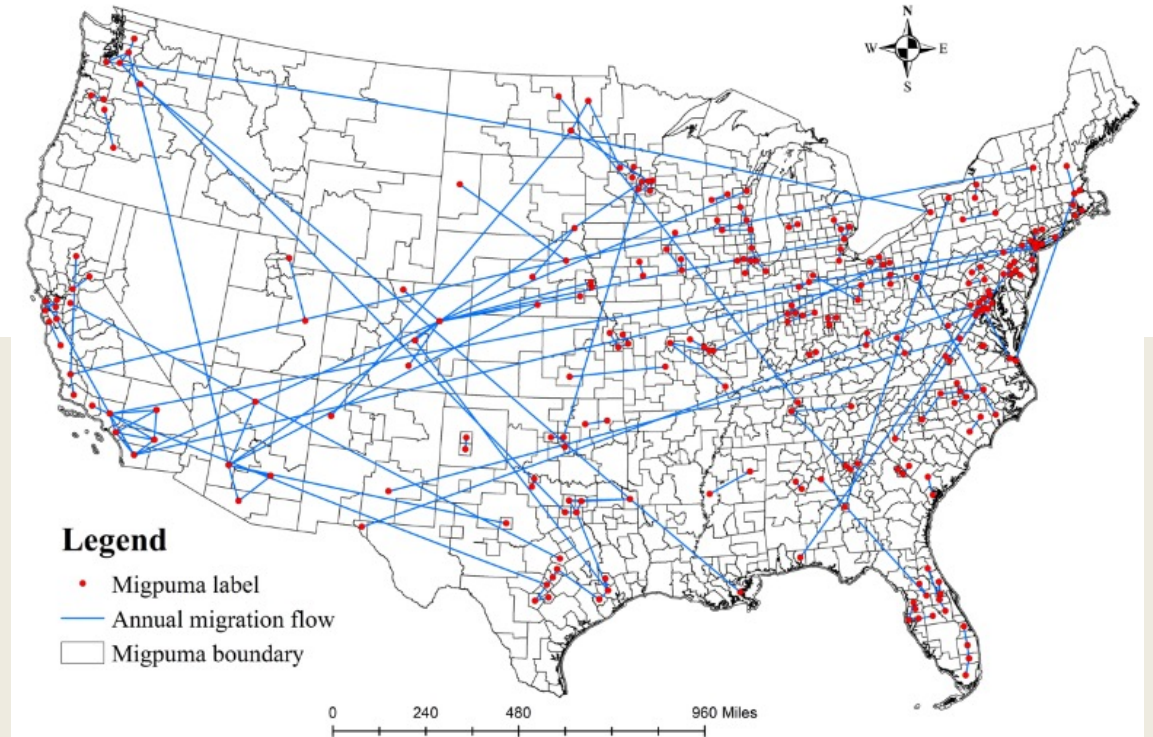 N
W E
S
Legend
Migpuma label
Annual migration flow
Migpuma boundary
0 240 480 960 Miles